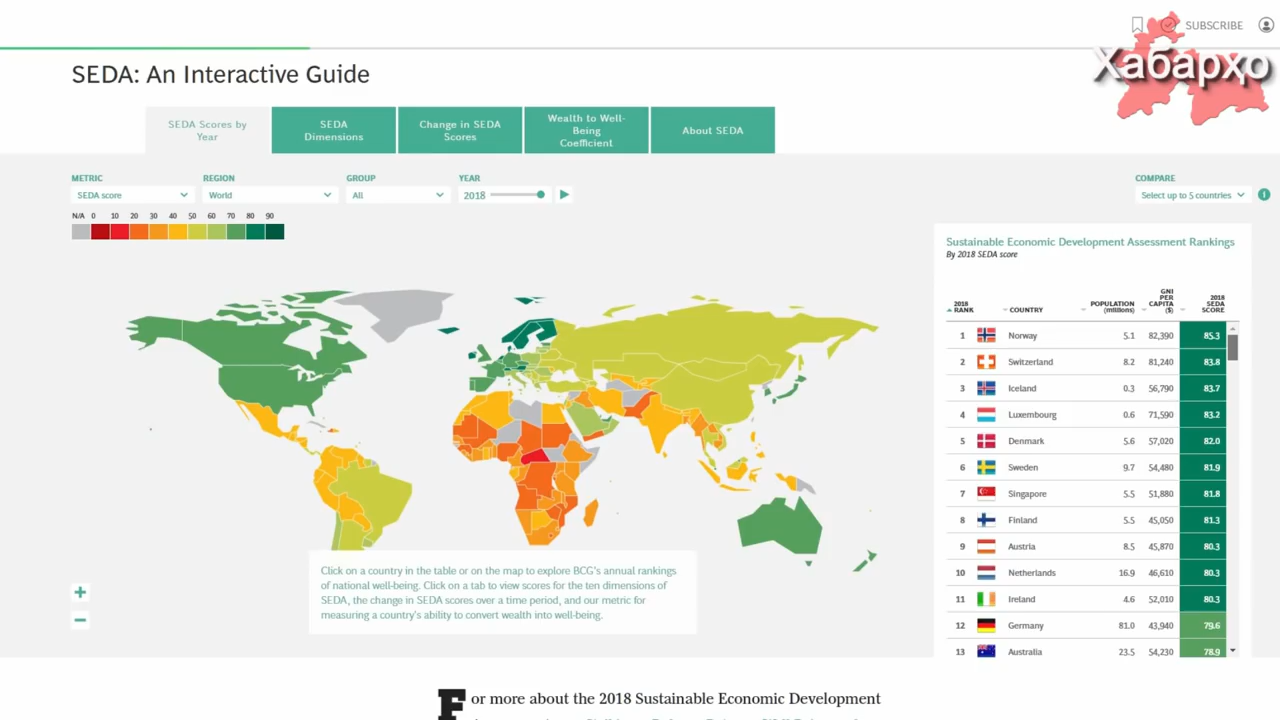 SUBSCRIBE
Хабарҳо
SEDA: An Interactive Guide
SEDA Scores by
Year
SEDA
Dimensions
Change in SEDA
Scores
Wealth to Well-
Being
Coefficient
About SEDA
METRIC
SEDA score
REGION
World
GROUP
All
YEAR
2018
COMPARE
Select up to 5 countries
N/A 0 10 20 30 40 50 60 70 80 90
Sustainable Economic Development Assessment Rankings
By 2018 SEDA score
2018
RANK
COUNTRY
POPULATION
(millions)
GNI
PER
CAPITA
($)
2018
SEDA
SCORE
1 Norway 5.1 82,390 85.3
2 Switzerland 8.2 81,240 83.8
3 Iceland 0.3 56,790 83.7
4 Luxembourg 0.6 71,590 83.2
5 Denmark 5.6 57,020 82.0
6 Sweden 9.7 54,480 81.9
7 Singapore 5.5 51,880 81.8
8 Finland 5.5 45,050 81.3
9 Austria 8.5 45,870 80.3
10 Netherlands 16.9 46,610 80.3
11 Ireland 4.6 52,010 80.3
12 Germany 81.0 43,940 79.6
13 Australia 23.5 54,230 78.9
Click on a country in the table or on the map to explore BCG's annual rankings
of national well-being. Click on a tab to view scores for the ten dimensions of
SEDA, the change in SEDA scores over a time period, and our metric for
measuring a country's ability to convert wealth into well-being.
For more about the 2018 Sustainable Economic Development